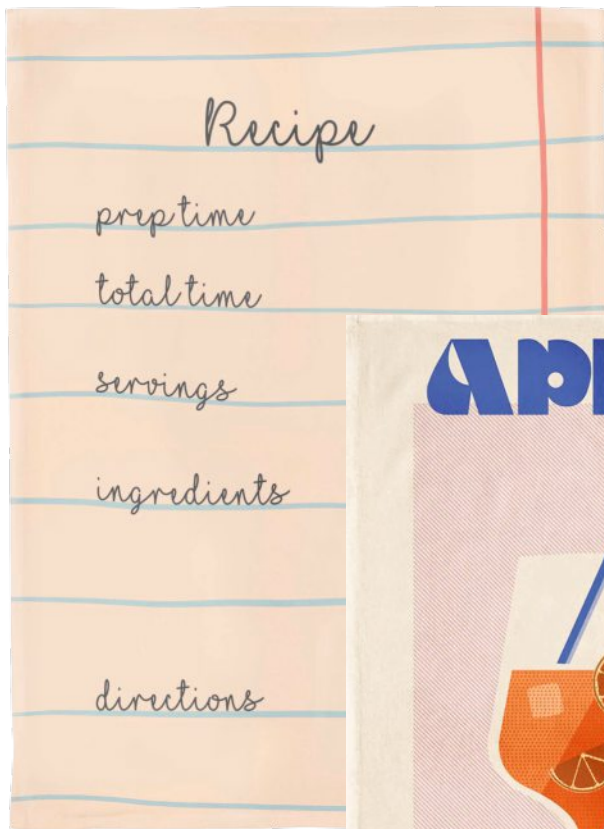 Recipe
prep time
total time
servings
ingredients
directions